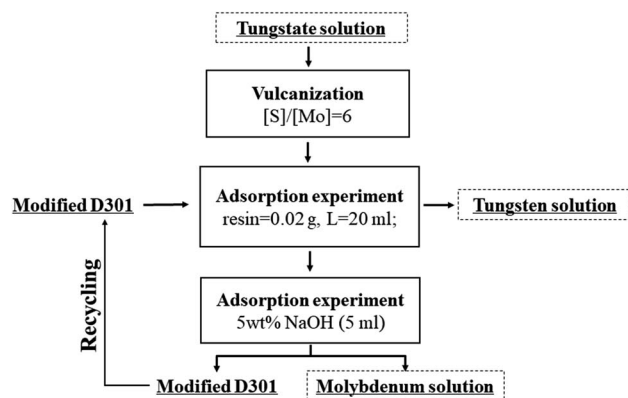 Tungstate solution
Vulcanization
[S]/[Mo]=6
Modified D301
Adsorption experiment
resin=0.02 g, L=20 ml;
Tungsten solution
Recycling
Adsorption experiment
5wt% NaOH (5 ml)
Modified D301
Molybdenum solution